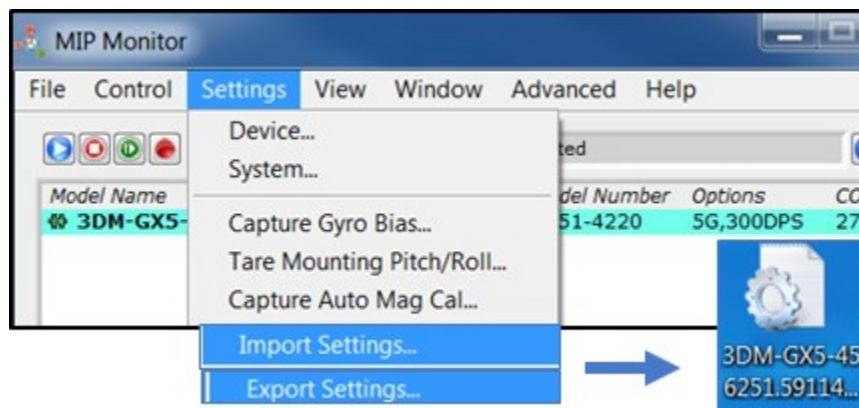 MIP Monitor
File Control Settings View Window Advanced Help
Device...
ted
System...
Model Name del Number Options CO
3DM-GX5- 51-4220 5G,300DPS 27
Capture Gyro Bias...
Tare Mounting Pitch/Roll...
Capture Auto Mag Cal...
Import Settings...
Export Settings...
3DM-GX5-45
6251.59114...